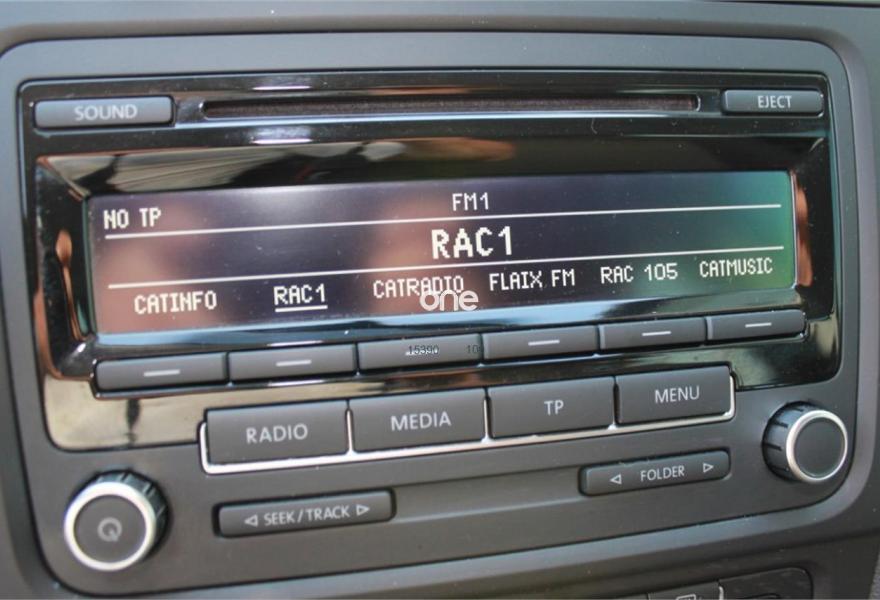 SOUND
EJECT
NO TP
FM1
RAC1
CATINFO RAC1 CATRADIO FLAIX FM RAC 105 CATMUSIC
one
15390
RADIO MEDIA TP MENU
◁ SEEK/TRACK ▷
◁ FOLDER ▷